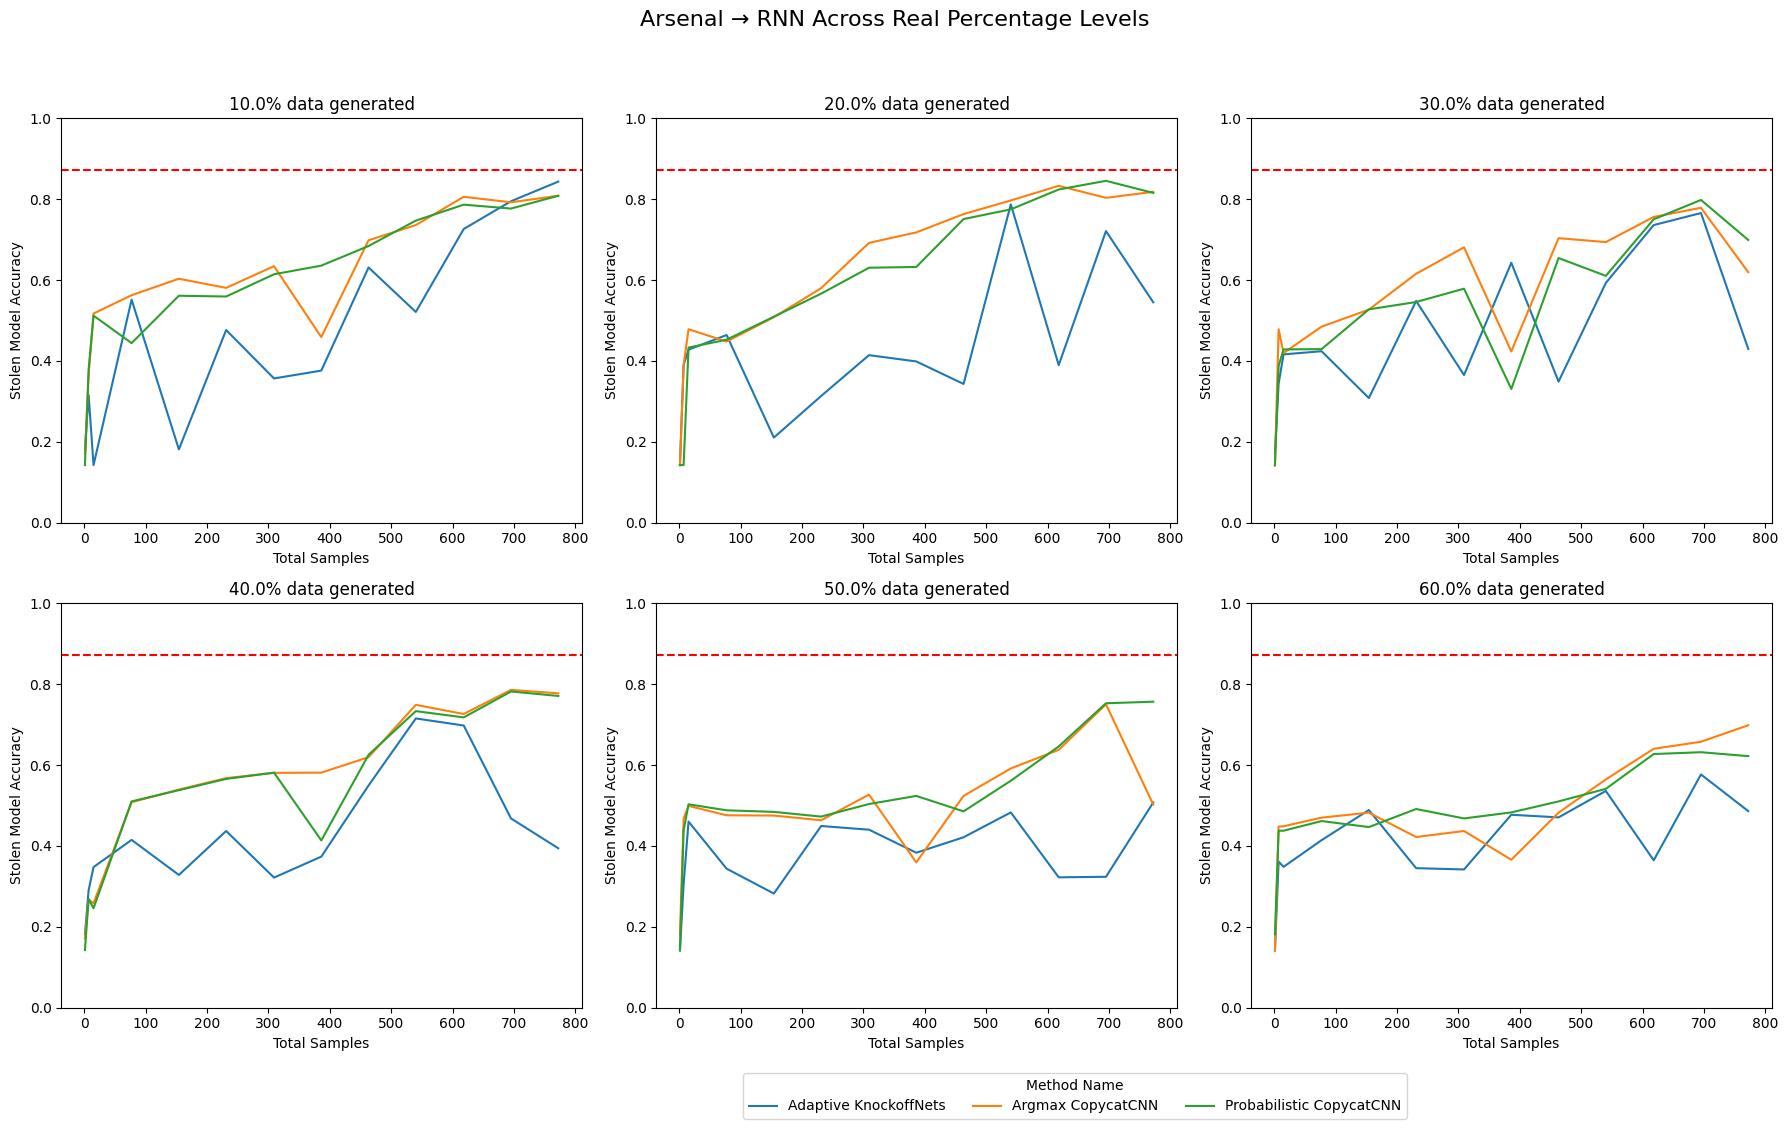 Arsenal → RNN Across Real Percentage Levels
10.0% data generated
Stolen Model Accuracy
1.0
0.8
0.6
0.4
0.2
0.0
0 100 200 300 400 500 600 700 800
Total Samples
20.0% data generated
Stolen Model Accuracy
1.0
0.8
0.6
0.4
0.2
0.0
0 100 200 300 400 500 600 700 800
Total Samples
30.0% data generated
Stolen Model Accuracy
1.0
0.8
0.6
0.4
0.2
0.0
0 100 200 300 400 500 600 700 800
Total Samples
40.0% data generated
Stolen Model Accuracy
1.0
0.8
0.6
0.4
0.2
0.0
0 100 200 300 400 500 600 700 800
Total Samples
50.0% data generated
Stolen Model Accuracy
1.0
0.8
0.6
0.4
0.2
0.0
0 100 200 300 400 500 600 700 800
Total Samples
60.0% data generated
Stolen Model Accuracy
1.0
0.8
0.6
0.4
0.2
0.0
0 100 200 300 400 500 600 700 800
Total Samples
Method Name
Adaptive KnockoffNets Argmax CopycatCNN Probabilistic CopycatCNN